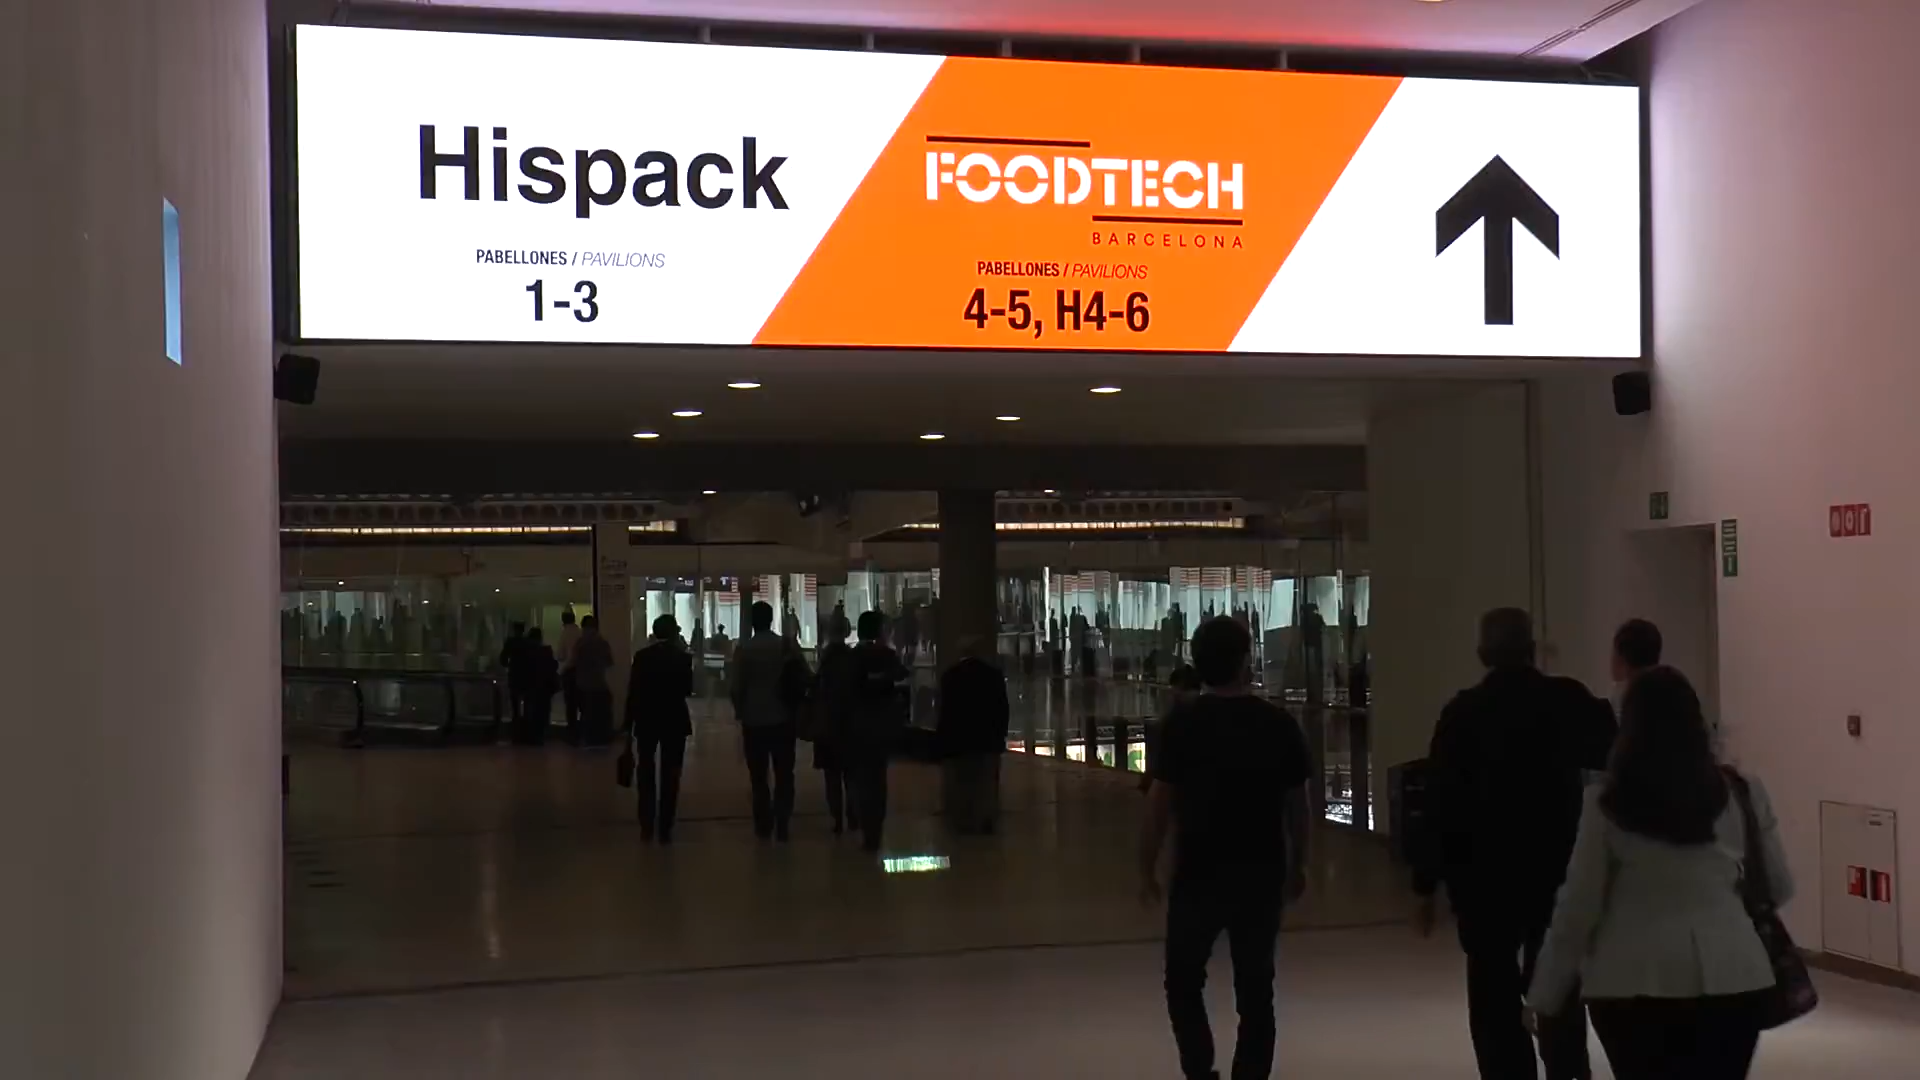 Hispack
PABELLONES / PAVILIONS
1-3
FOODTECH
BARCELONA
PABELLONES / PAVILIONS
4-5, H4-6